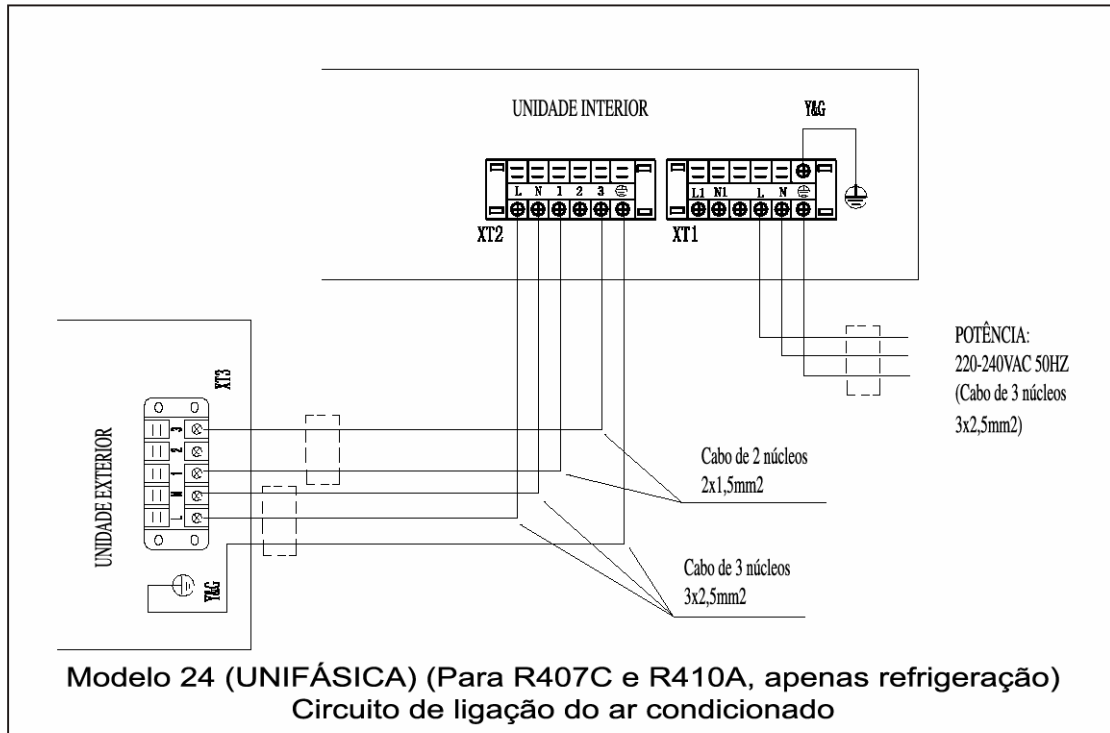 UNIDADE INTERIOR
Y&G
L N 1 2 3
L1 N1 L N
XT2
XT1
POTÊNCIA:
220-240VAC 50HZ
(Cabo de 3 núcleos
3x2,5mm2)
UNIDADE EXTERIOR
XT3
3
2
1
N
L
Y&G
Cabo de 2 núcleos
2x1,5mm2
Cabo de 3 núcleos
3x2,5mm2
Modelo 24 (UNIFÁSICA) (Para R407C e R410A, apenas refrigeração)
Circuito de ligação do ar condicionado